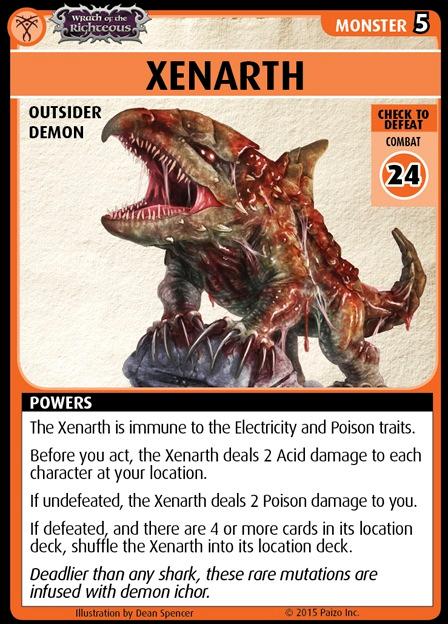 Wrath of the
Righteous
MONSTER 5
XENARTH
OUTSIDER
DEMON
CHECK TO
DEFEAT
COMBAT
24
POWERS
The Xenarth is immune to the Electricity and Poison traits.
Before you act, the Xenarth deals 2 Acid damage to each
character at your location.
If undefeated, the Xenarth deals 2 Poison damage to you.
If defeated, and there are 4 or more cards in its location
deck, shuffle the Xenarth into its location deck.
Deadlier than any shark, these rare mutations are
infused with demon ichor.
Illustration by Dean Spencer
© 2015 Paizo Inc.